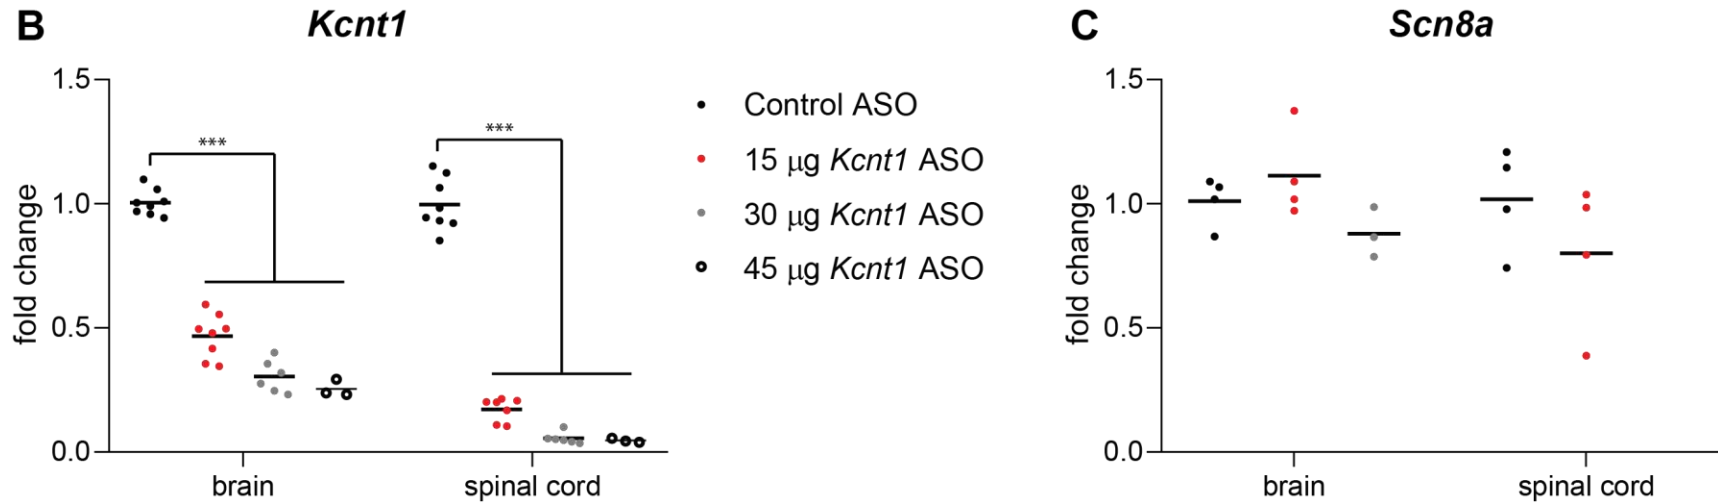 B
Kcnt1
1.5
1.0
0.5
0.0
fold change
***
***
brain
spinal cord
Control ASO
15 μg Kcnt1 ASO
30 μg Kcnt1 ASO
45 μg Kcnt1 ASO
C
Scn8a
1.5
1.0
0.5
0.0
fold change
brain
spinal cord